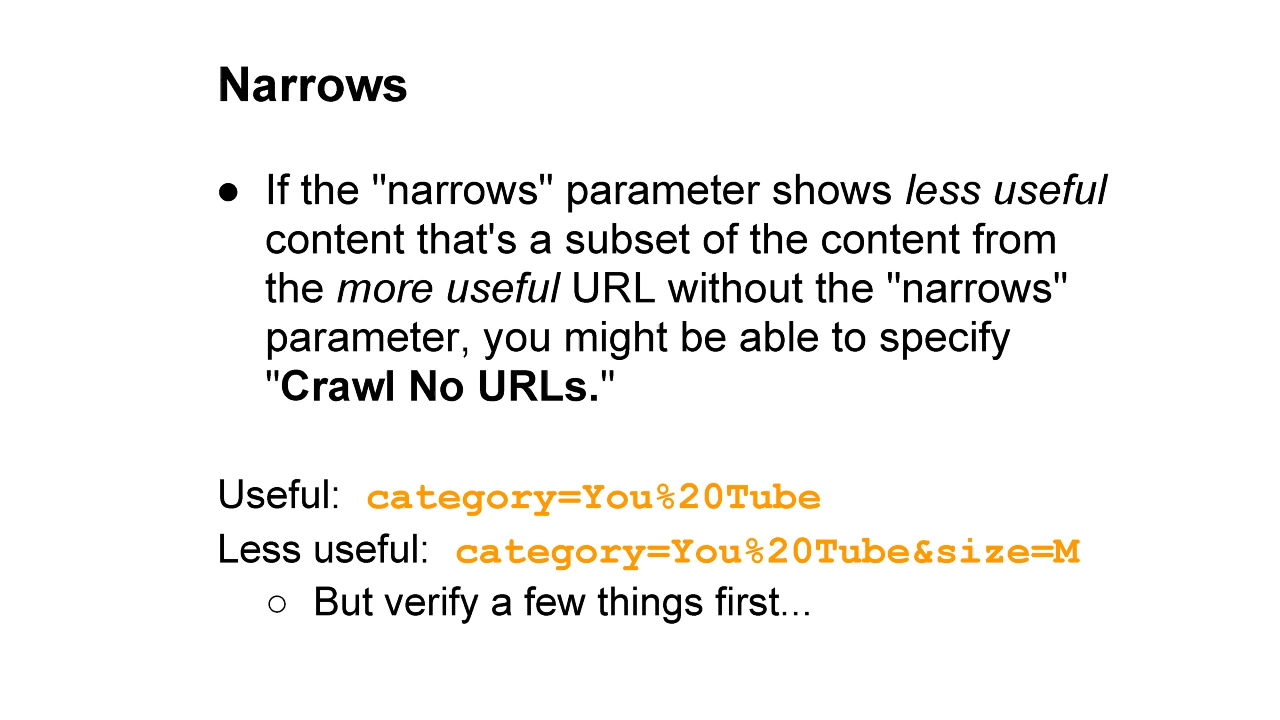 Narrows
● If the "narrows" parameter shows less useful
content that's a subset of the content from
the more useful URL without the "narrows"
parameter, you might be able to specify
"Crawl No URLs."
Useful: category=You%20Tube
Less useful: category=You%20Tube&size=M
○ But verify a few things first...